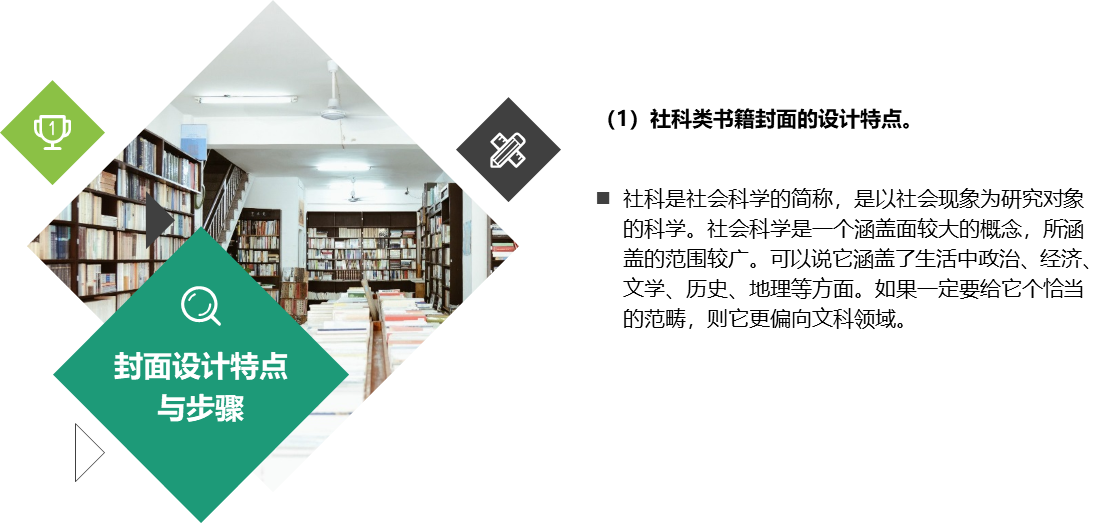 1
封面设计特点
与步骤
（1）社科类书籍封面的设计特点。
社科是社会科学的简称，是以社会现象为研究对象
的科学。社会科学是一个涵盖面较大的概念，所涵
盖的范围较广。可以说它涵盖了生活中政治、经济、
文学、历史、地理等方面。如果一定要给它个恰当
的范畴，则它更偏向文科领域。